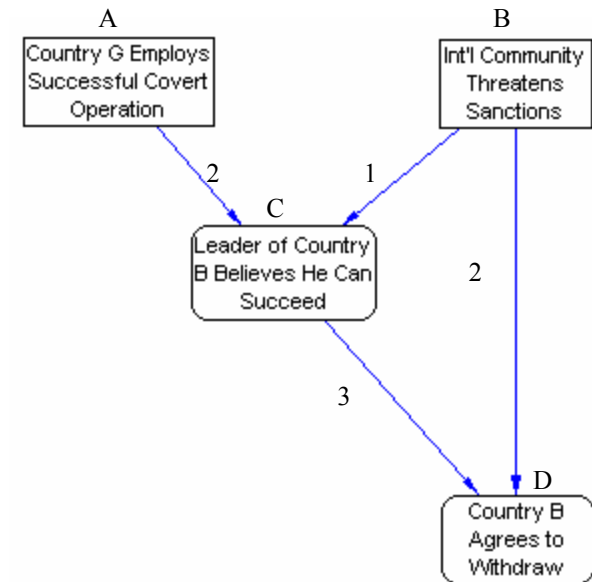 A
B
Country G Employs
Successful Covert
Operation
Int'l Community
Threatens
Sanctions
2
1
C
Leader of Country
B Believes He Can
Succeed
2
3
D
Country B
Agrees to
Withdraw